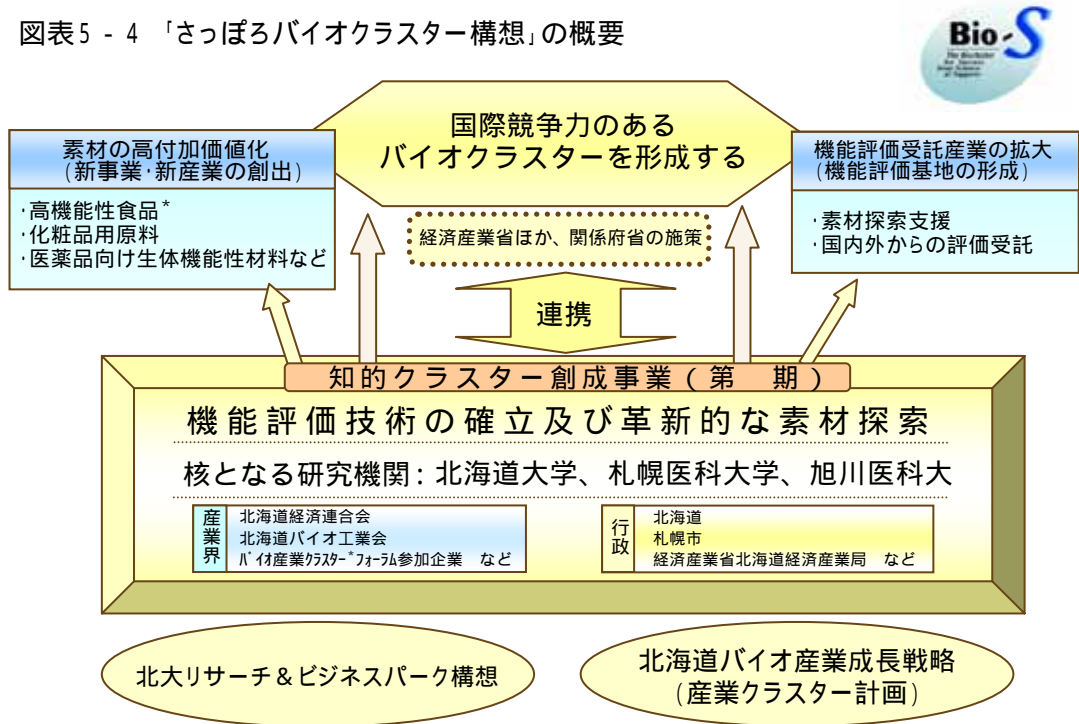 図表5-4 「さっぽろバイオクラスター構想」の概要
Bio-S
国際競争力のある
バイオクラスターを形成する
素材の高付加価値化
(新事業・新産業の創出)
・高機能性食品*
・化粧品用原料
・医薬品向け生体機能性材料など
機能評価受託産業の拡大
(機能評価基地の形成)
・素材探索支援
・国内外からの評価受託
経済産業省ほか、関係府省の施策
連携
知的クラスター創成事業(第 期)
機能評価技術の確立及び革新的な素材探索
核となる研究機関:北海道大学、札幌医科大学、旭川医科大
産業界
北海道経済連合会
北海道バイオ工業会
バイオ産業クラスター*フォーラム参加企業 など
行政
北海道
札幌市
経済産業省北海道経済産業局 など
北大リサーチ&ビジネスパーク構想
北海道バイオ産業成長戦略
(産業クラスター計画)